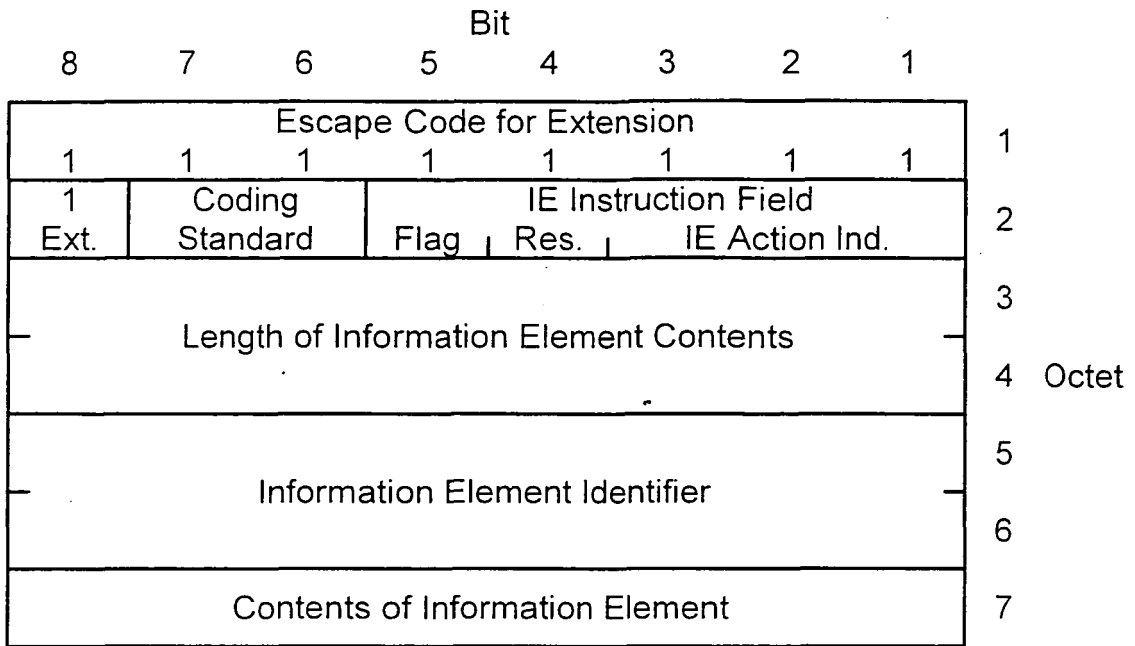 Bit
8 7 6 5 4 3 2 1
Escape Code for Extension
1 1 1 1 1 1 1 1
1
1 Coding IE Instruction Field
2
Ext. Standard Flag Res. IE Action Ind.
3
Length of Information Element Contents
4 Octet
5
Information Element Identifier
6
Contents of Information Element 7